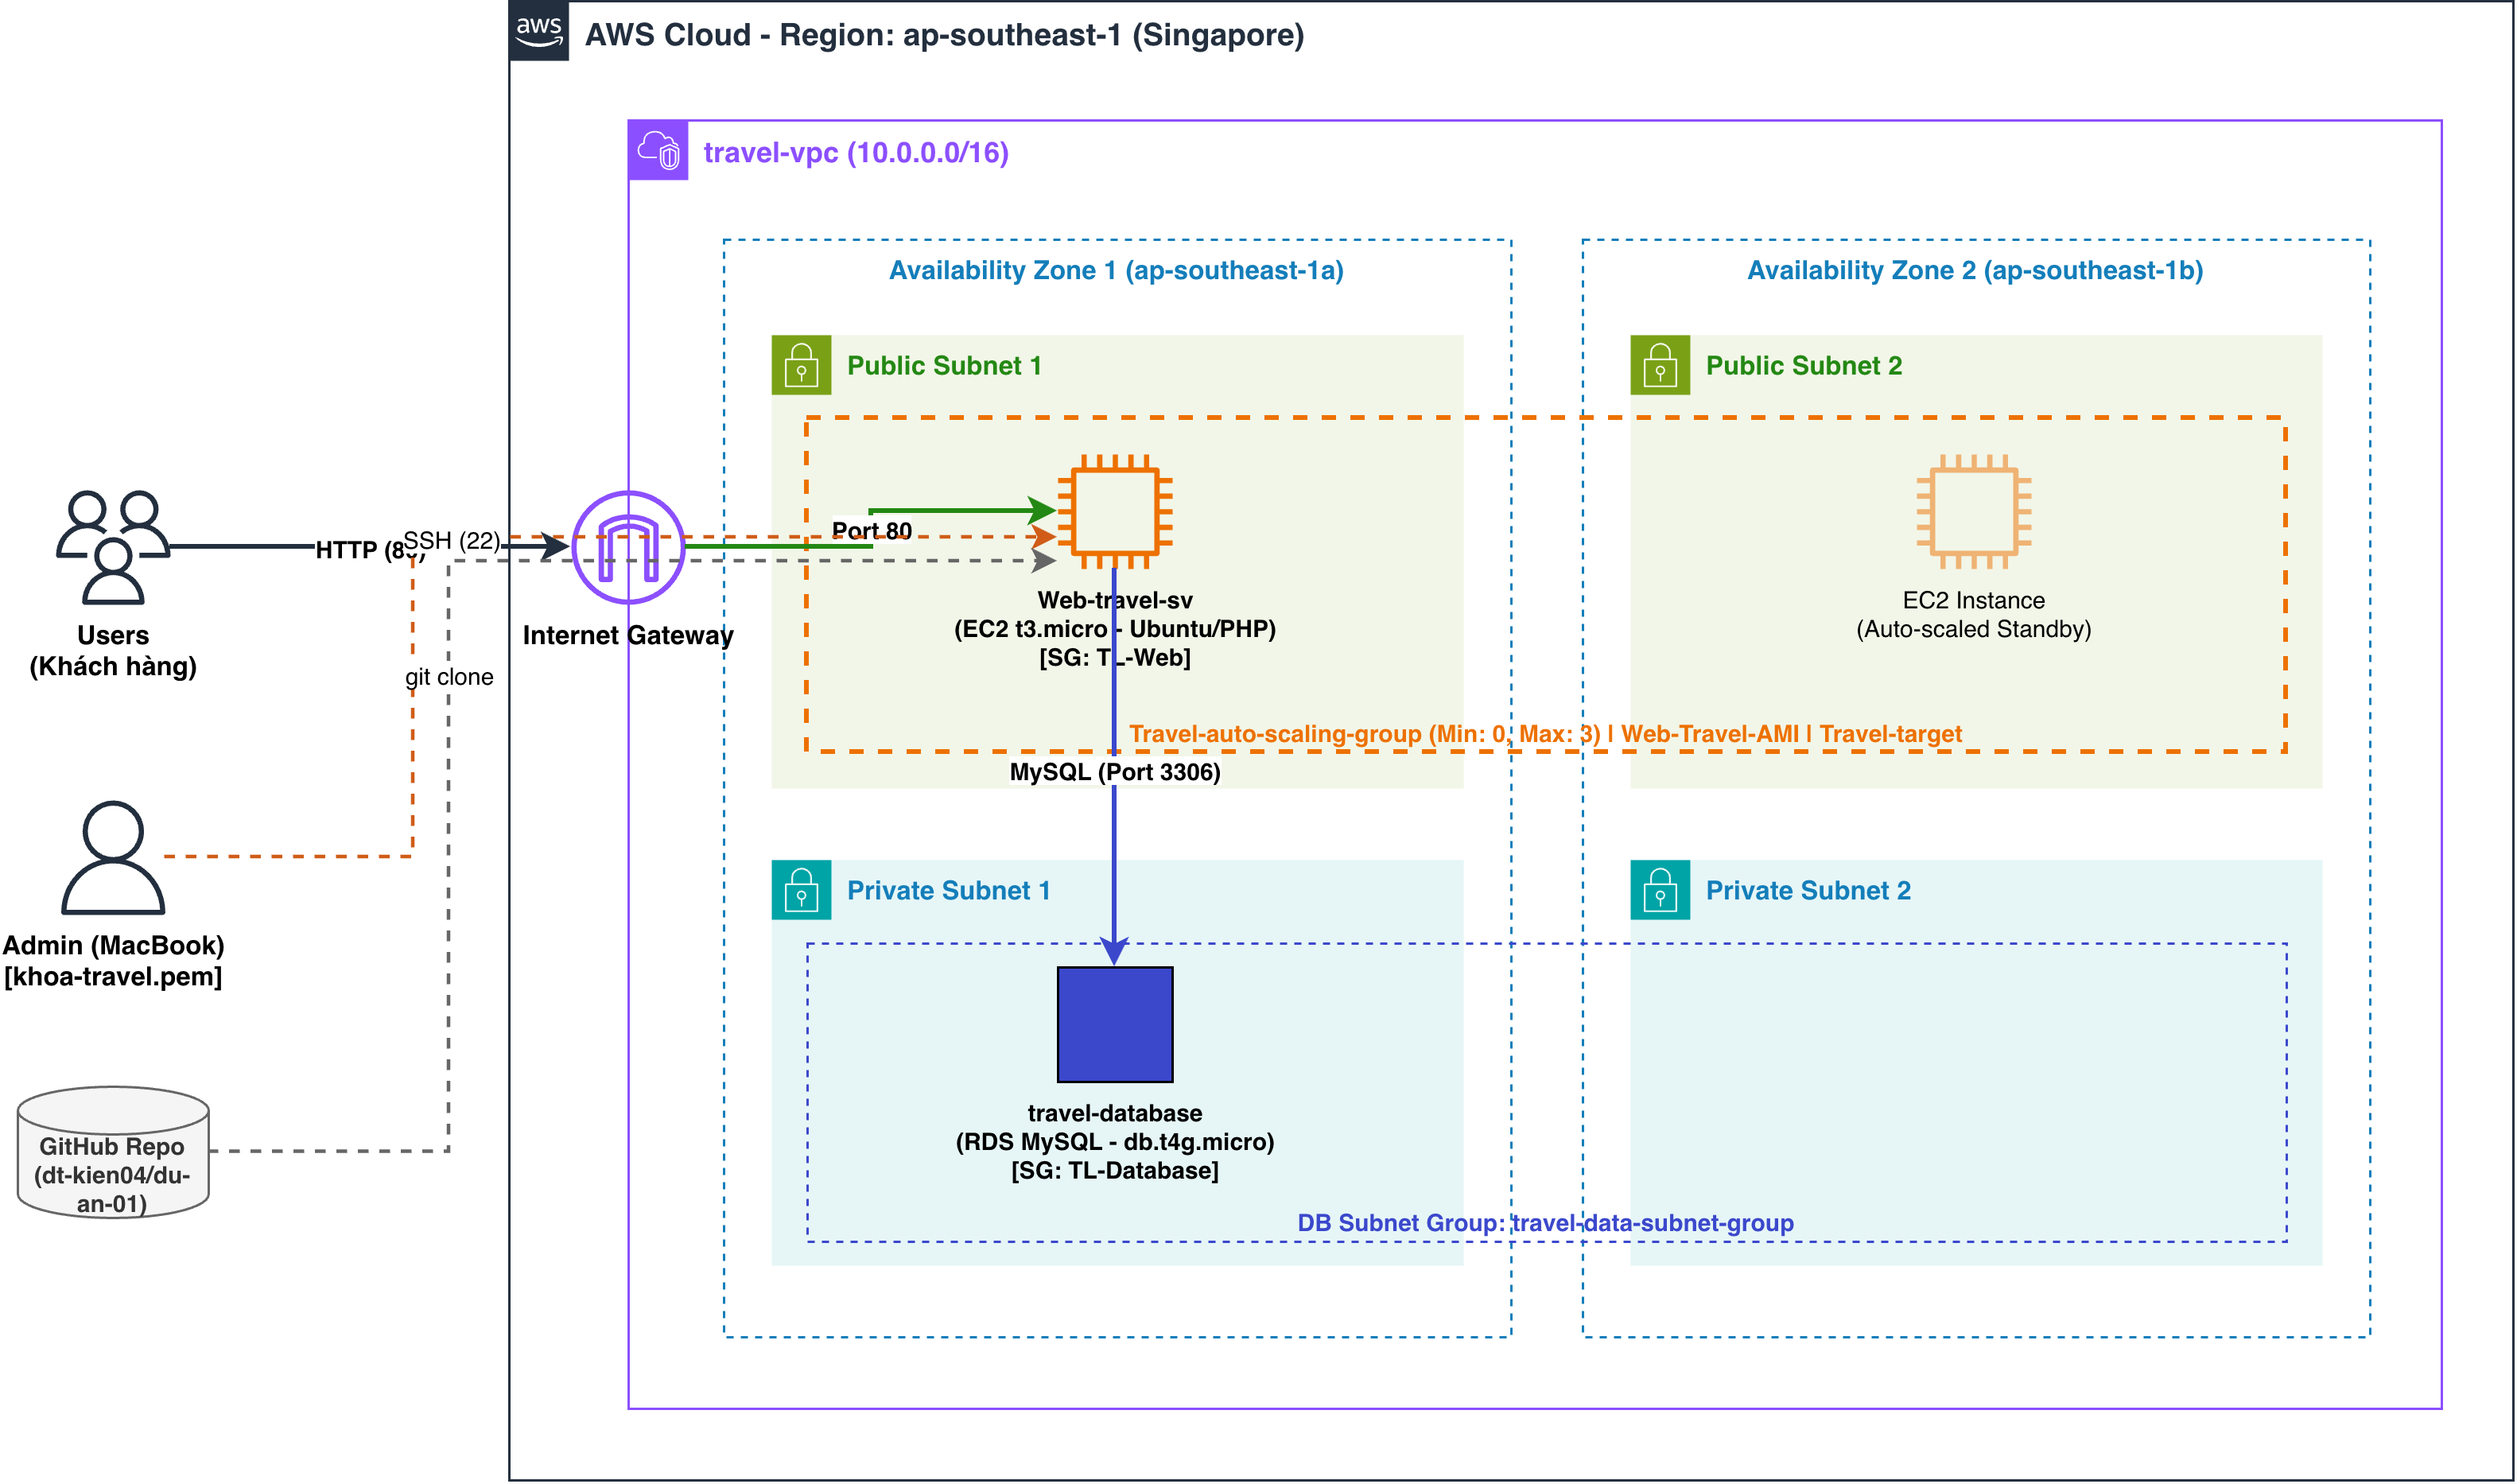 aws
AWS Cloud - Region: ap-southeast-1 (Singapore)
travel-vpc (10.0.0.0/16)
Availability Zone 1 (ap-southeast-1a)
Availability Zone 2 (ap-southeast-1b)
Public Subnet 1
Public Subnet 2
HTTP (80)
SSH (22)
Port 80
Users
(Khách hàng)
Internet Gateway
git clone
Web-travel-sv
(EC2 t3.micro - Ubuntu/PHP)
[SG: TL-Web]
EC2 Instance
(Auto-scaled Standby)
Travel-auto-scaling-group (Min: 0, Max: 3) | Web-Travel-AMI | Travel-target
MySQL (Port 3306)
Private Subnet 1
Private Subnet 2
Admin (MacBook)
[khoa-travel.pem]
GitHub Repo
(dt-kien04/du-
an-01)
travel-database
(RDS MySQL - db.t4g.micro)
[SG: TL-Database]
DB Subnet Group: travel-data-subnet-group